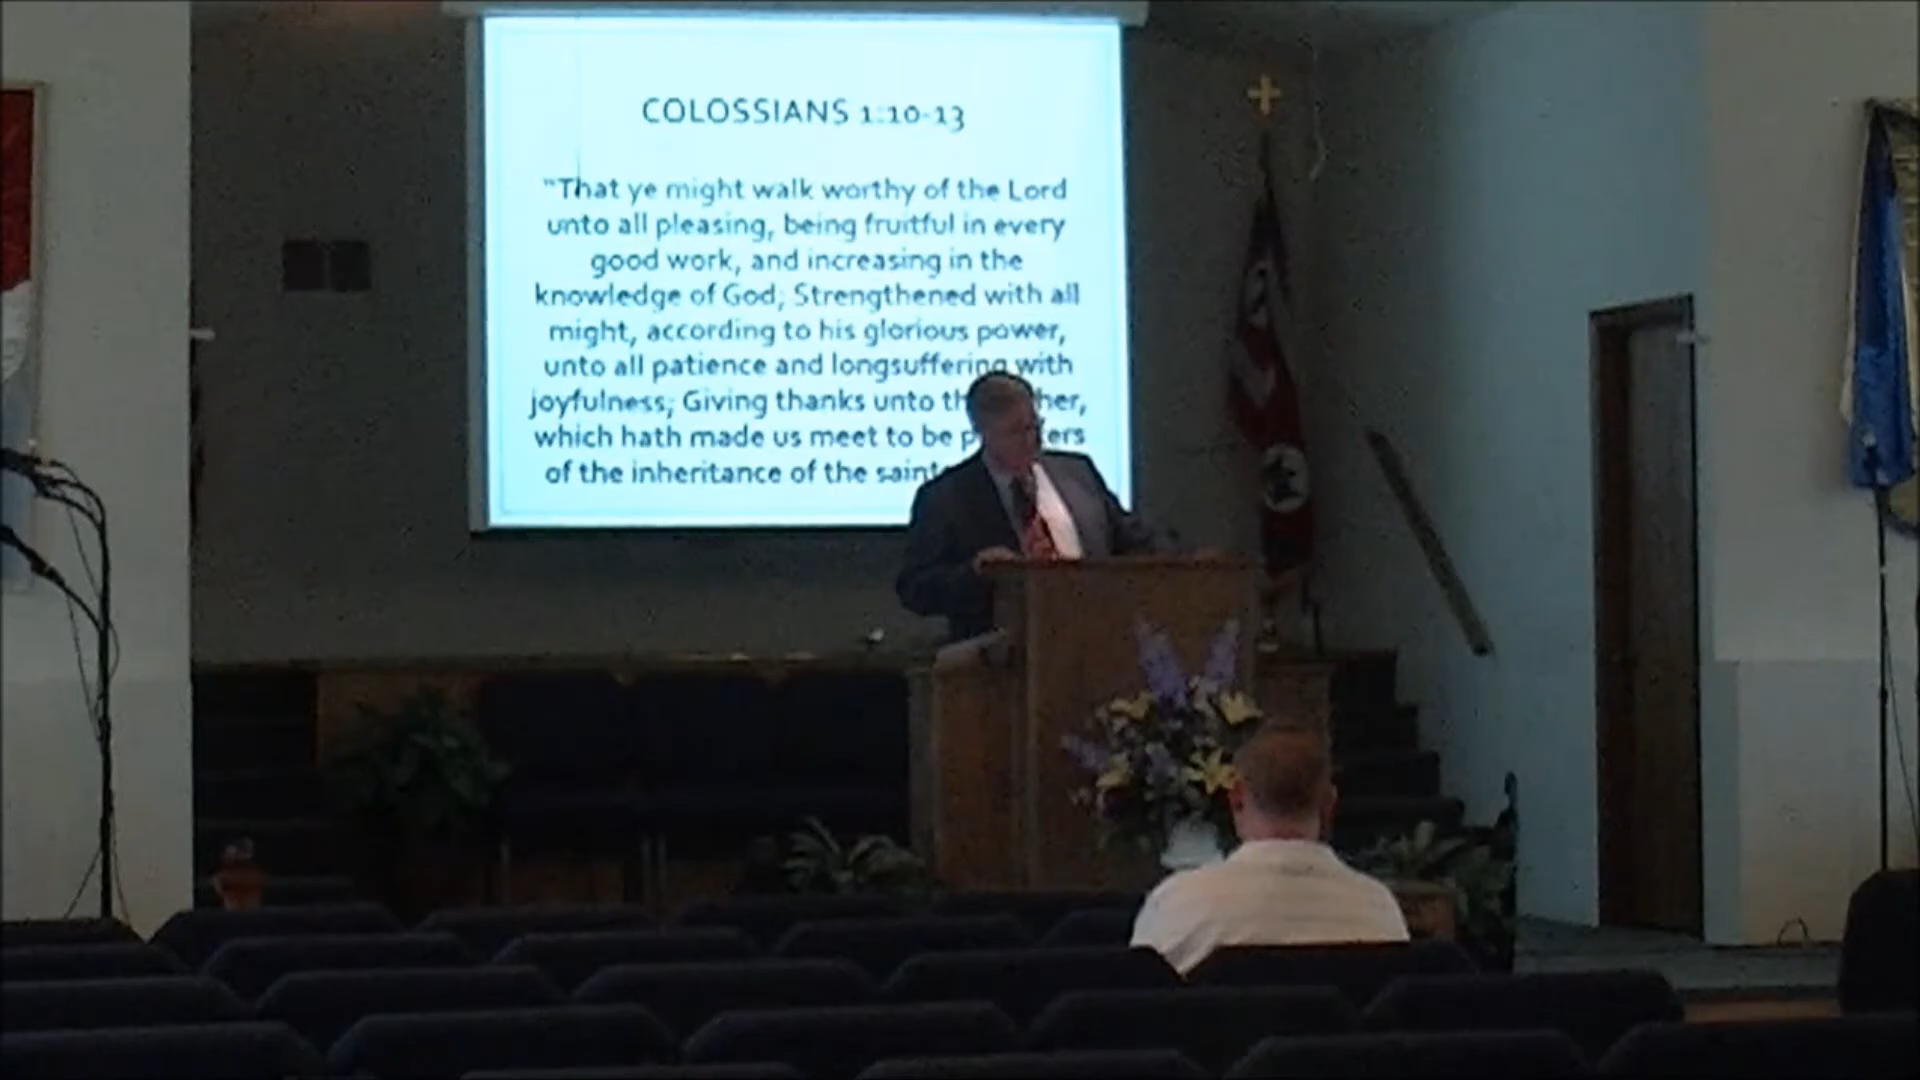 COLOSSIANS 1:10-13
"That ye might walk worthy of the Lord
unto all pleasing, being fruitful in every
good work, and increasing in the
knowledge of God; Strengthened with all
might, according to his glorious power,
unto all patience and longsuffering with
joyfulness; Giving thanks unto
which hath made us meet to be
of the inheritance of the